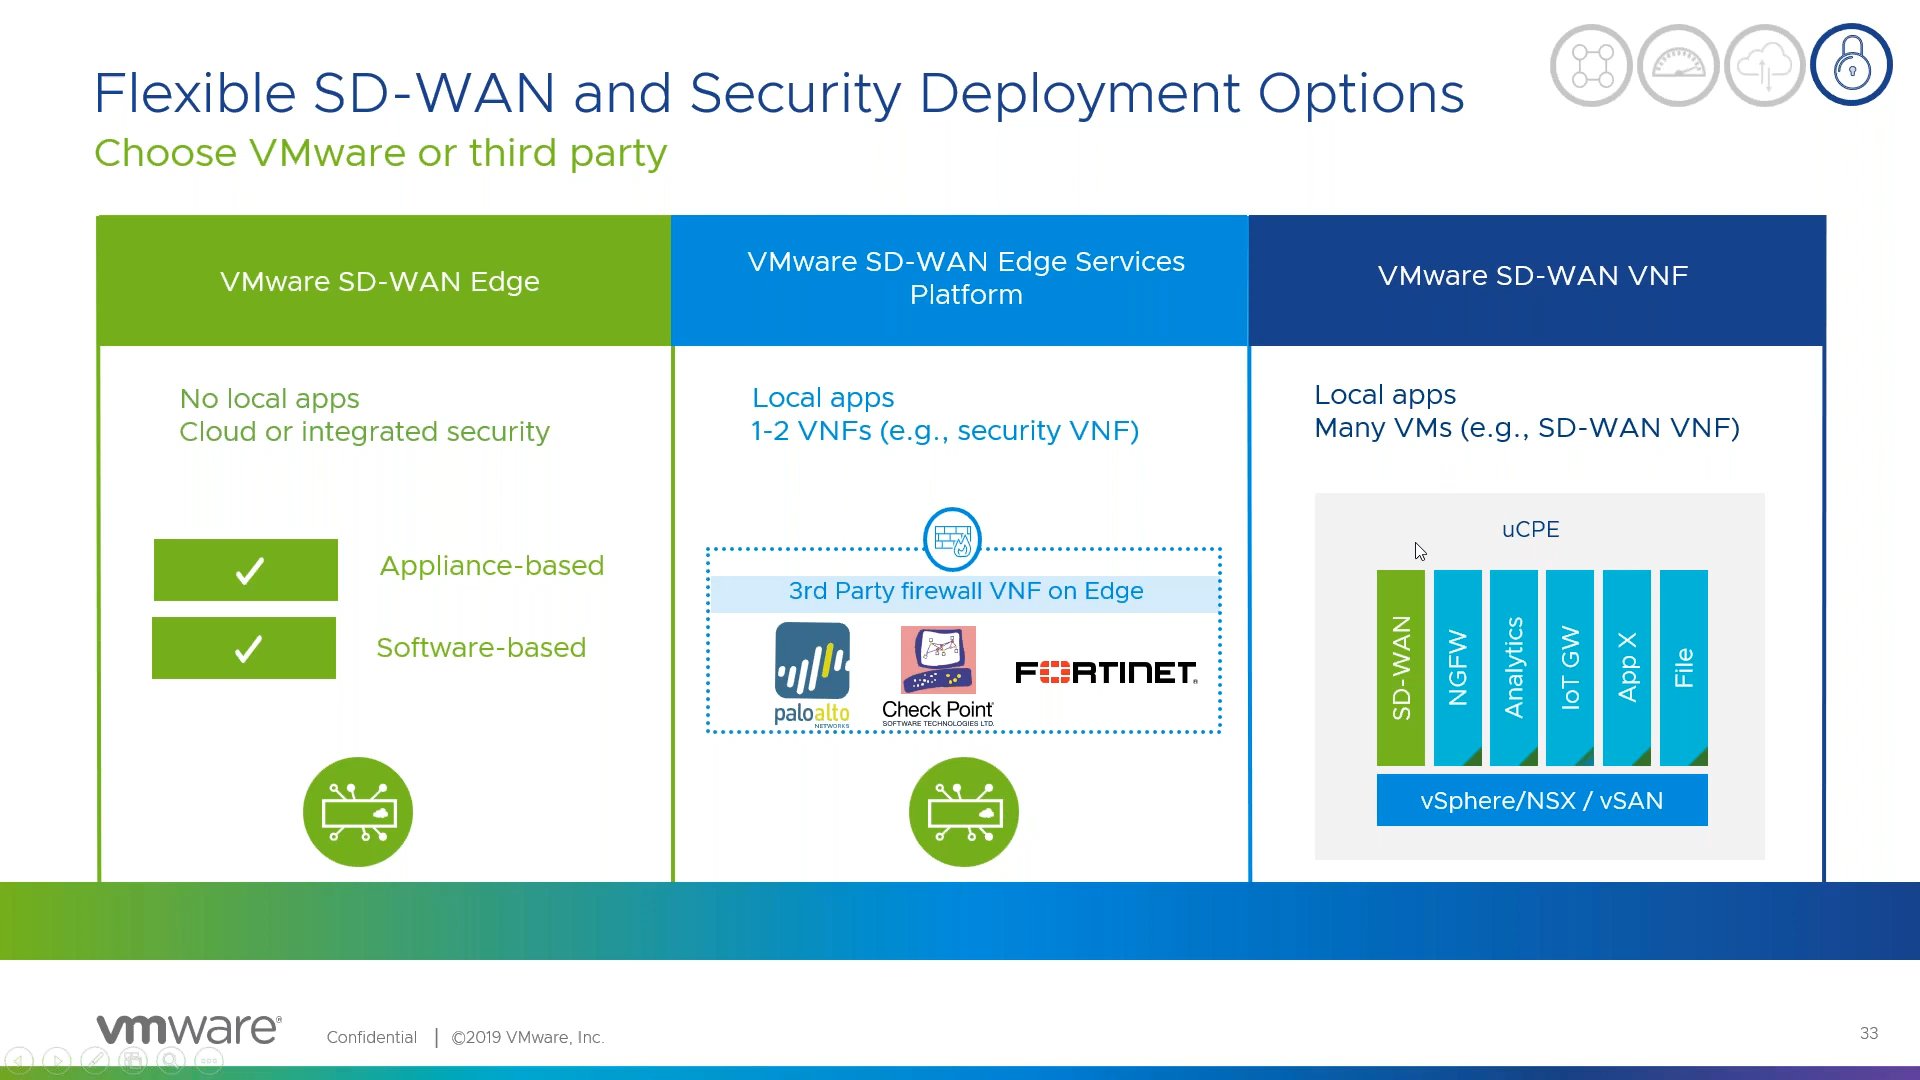 Flexible SD-WAN and Security Deployment Options
Choose VMware or third party
VMware SD-WAN Edge
No local apps
Cloud or integrated security
Appliance-based
Software-based
VMware SD-WAN Edge Services
Platform
Local apps
1-2 VNFs (e.g., security VNF)
3rd Party firewall VNF on Edge
paloalto
NETWORKS
Check Point
SOFTWARE TECHNOLOGIES LTD.
FORTINET®
VMware SD-WAN VNF
Local apps
Many VMs (e.g., SD-WAN VNF)
uCPE
SD-WAN
NGFW
Analytics
IoT GW
App X
File
vSphere/NSX / vSAN
vmware®
Confidential | ©2019 VMware, Inc.
33